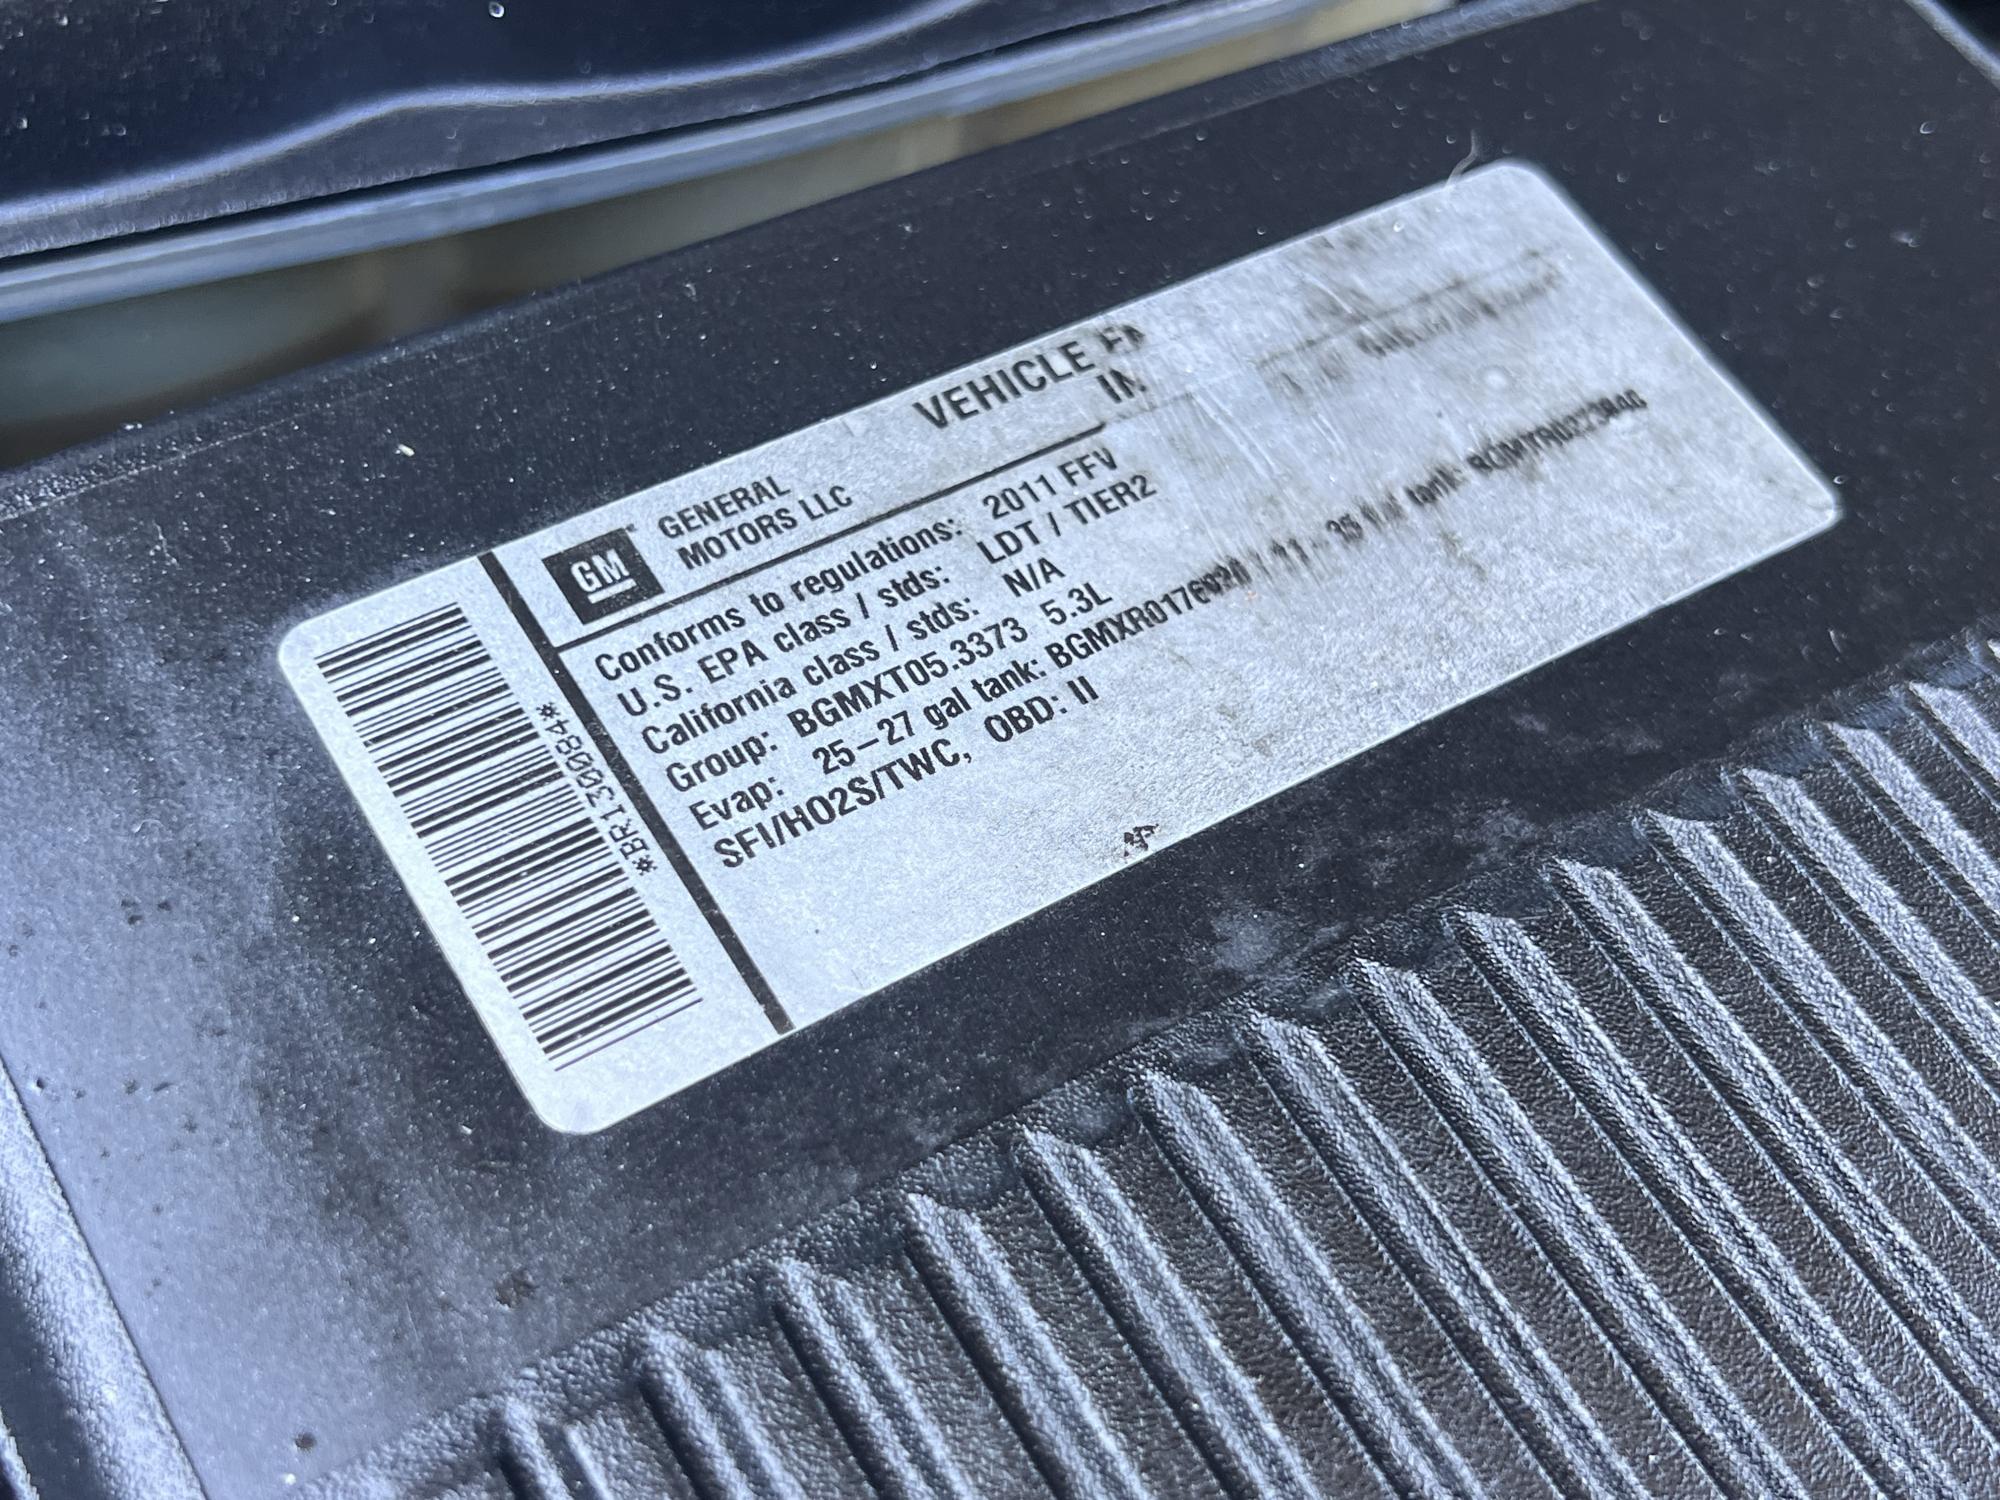 GM
GENERAL
MOTORS LLC
VEHICLE
Conforms to regulations: 2011 FFV
U.S. EPA class / stds: LDT / TIER2
California class / stds: N/A
Group: BGMXT05.3373 5.3L
Evap: 25-27 gal tank: tank:
SFI/HO2S/TWC, OBD: II
*BR130084*